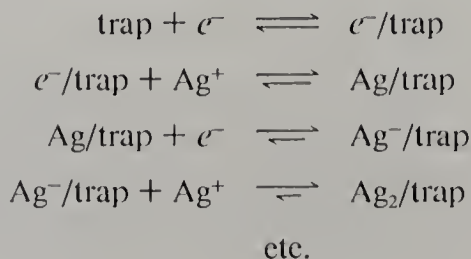 trap + e⁻ ⇌ e⁻/trap
e⁻/trap + Ag⁺ ⇌ Ag/trap
Ag/trap + e⁻ ⇌ Ag⁻/trap
Ag⁻/trap + Ag⁺ ⇌ Ag₂/trap
etc.